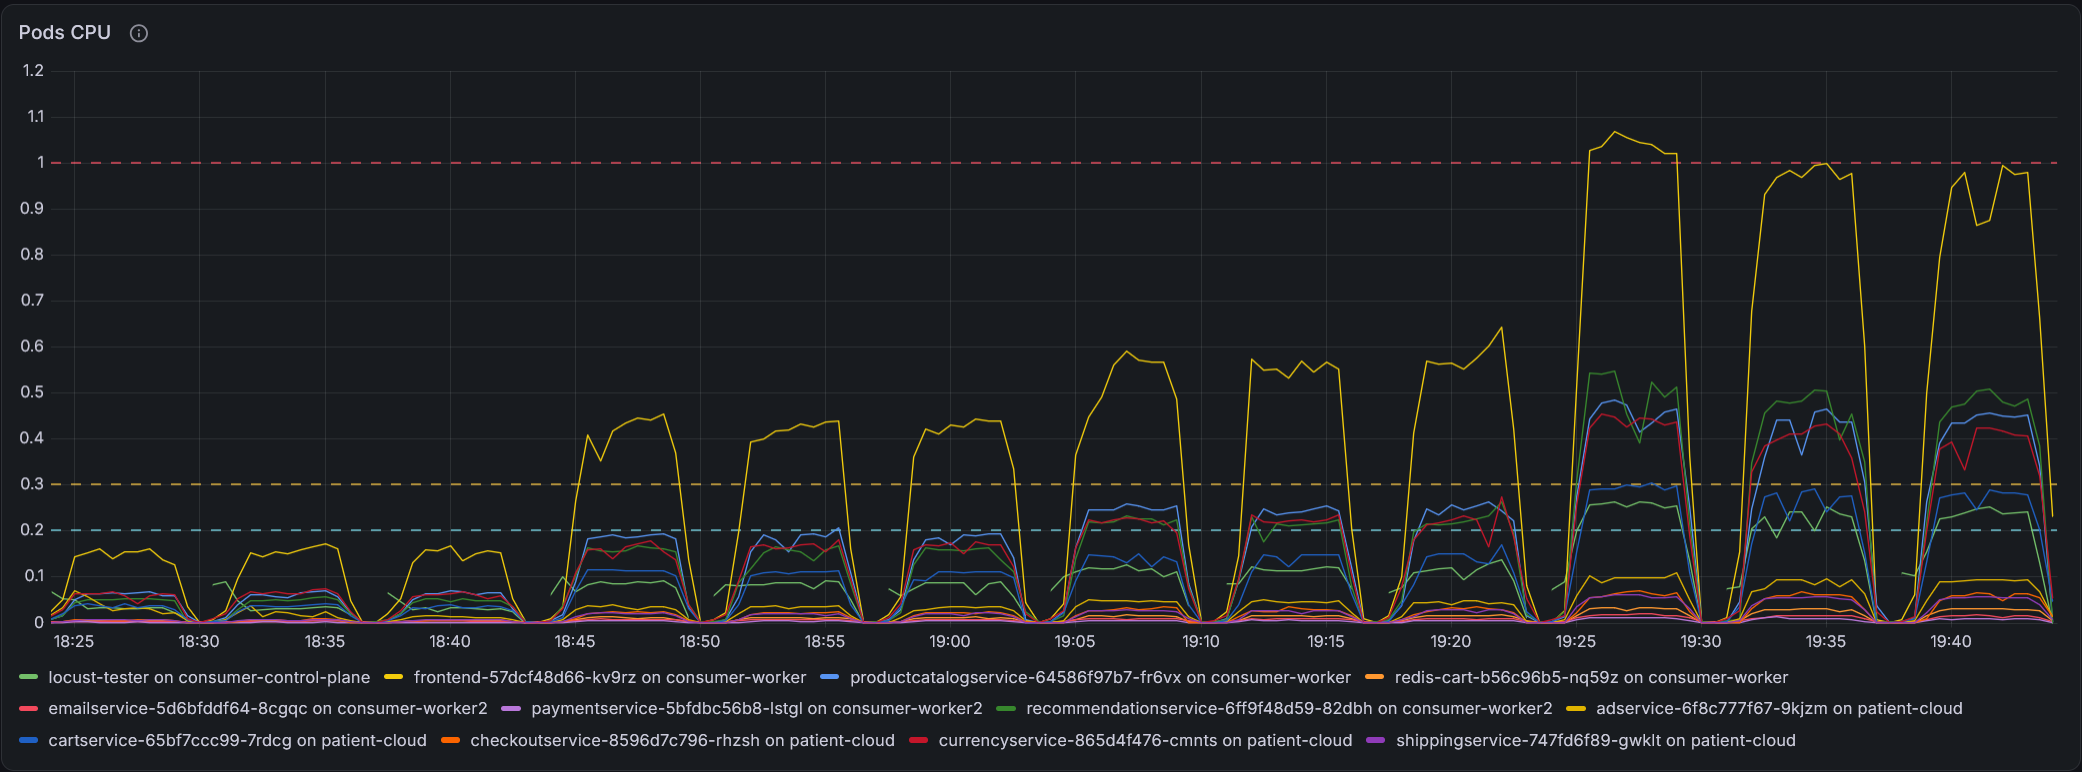 Pods CPU
1.2
1.1
1
0.9
0.8
0.7
0.6
0.5
0.4
0.3
0.2
0.1
0
18:25 18:30 18:35 18:40 18:45 18:50 18:55 19:00 19:05 19:10 19:15 19:20 19:25 19:30 19:35 19:40
locust-tester on consumer-control-plane frontend-57dcf48d66-kv9rz on consumer-worker productcatalogservice-64586f97b7-fr6vx on consumer-worker redis-cart-b56c96b5-nq59z on consumer-worker
emailservice-5d6bfddf64-8cgqc on consumer-worker2 paymentservice-5bfdbc56b8-lstgl on consumer-worker2 recommendationservice-6ff9f48d59-82dbh on consumer-worker2 adservice-6f8c777f67-9kjzm on patient-cloud
cartservice-65bf7ccc99-7rdcg on patient-cloud checkoutservice-8596d7c796-rhzsh on patient-cloud currencyservice-865d4f476-cmnts on patient-cloud shippingservice-747fd6f89-gwklt on patient-cloud